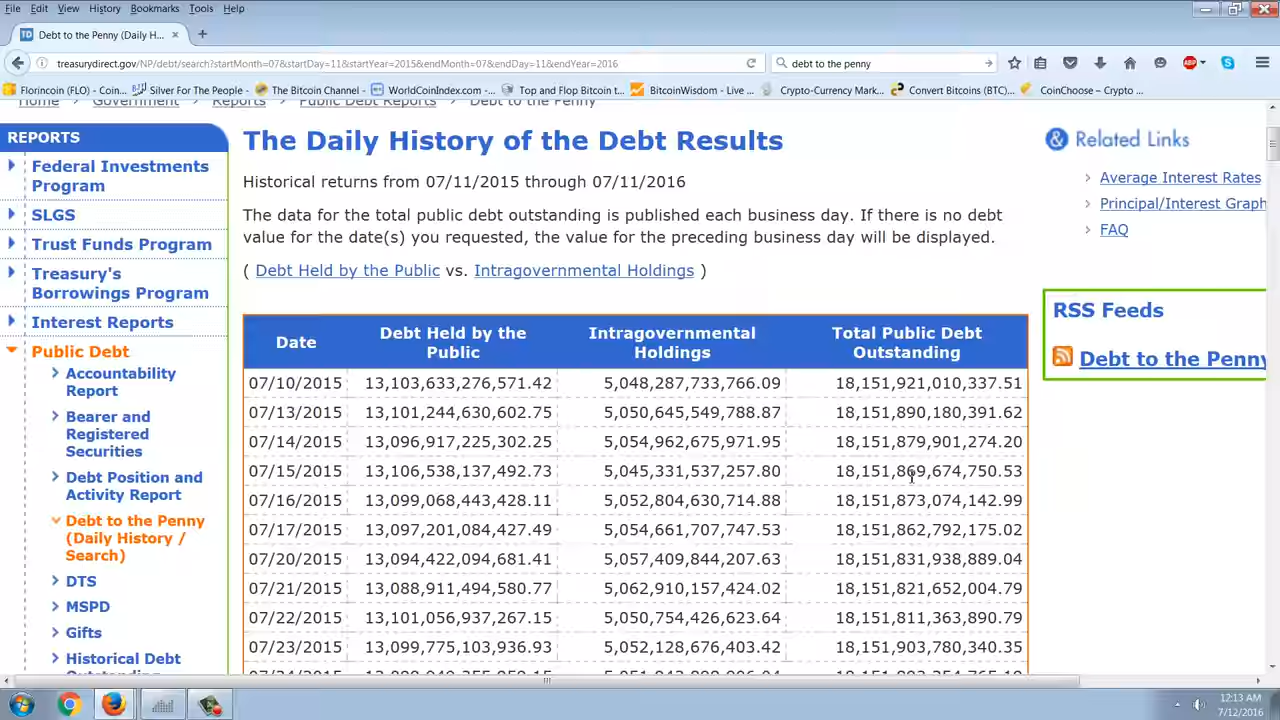 File Edit View History Bookmarks Tools Help
TD Debt to the Penny (Daily H...
treasurydirect.gov/NP/debt/search?startMonth=07&startDay=11&startYear=2015&endMonth=07&endDay=11&endYear=2016
debt to the penny
ABP
Florincoin (FLO) - Coin... Silver For The People - ... The Bitcoin Channel - ... WorldCoinIndex.com -... Top and Flop Bitcoin t... BitcoinWisdom - Live ... Crypto-Currency Mark... Convert Bitcoins (BTC)... CoinChoose – Crypto ...
Home Government Reports Public Debt Reports Debt to the Penny
REPORTS
Federal Investments
Program
SLGS
Trust Funds Program
Treasury's
Borrowings Program
Interest Reports
Public Debt
Accountability
Report
Bearer and
Registered
Securities
Debt Position and
Activity Report
Debt to the Penny
(Daily History /
Search)
DTS
MSPD
Gifts
Historical Debt
Outstanding
The Daily History of the Debt Results
Historical returns from 07/11/2015 through 07/11/2016
The data for the total public debt outstanding is published each business day. If there is no debt
value for the date(s) you requested, the value for the preceding business day will be displayed.
( Debt Held by the Public vs. Intragovernmental Holdings )
Date Debt Held by the Public Intragovernmental Holdings Total Public Debt Outstanding
07/10/2015 13,103,633,276,571.42 5,048,287,733,766.09 18,151,921,010,337.51
07/13/2015 13,101,244,630,602.75 5,050,645,549,788.87 18,151,890,180,391.62
07/14/2015 13,096,917,225,302.25 5,054,962,675,971.95 18,151,879,901,274.20
07/15/2015 13,106,538,137,492.73 5,045,331,537,257.80 18,151,869,674,750.53
07/16/2015 13,099,068,443,428.11 5,052,804,630,714.88 18,151,873,074,142.99
07/17/2015 13,097,201,084,427.49 5,054,661,707,747.53 18,151,862,792,175.02
07/20/2015 13,094,422,094,681.41 5,057,409,844,207.63 18,151,831,938,889.04
07/21/2015 13,088,911,494,580.77 5,062,910,157,424.02 18,151,821,652,004.79
07/22/2015 13,101,056,937,267.15 5,050,754,426,623.64 18,151,811,363,890.79
07/23/2015 13,099,775,103,936.93 5,052,128,676,403.42 18,151,903,780,340.35
Related Links
Average Interest Rates
Principal/Interest Graph
FAQ
RSS Feeds
Debt to the Penny
12:13 AM
7/12/2016